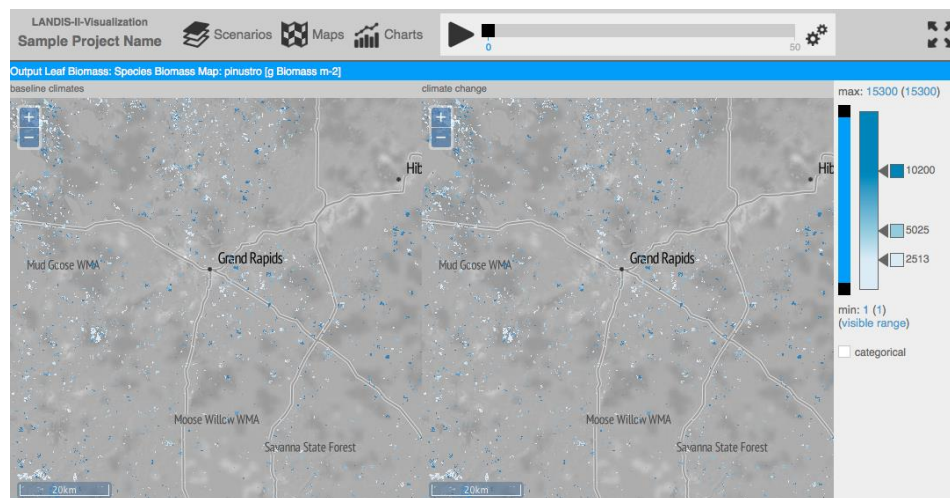 LANDIS-II-Visualization
Sample Project Name
Scenarios
Maps
Charts
0
50
Output Leaf Biomass: Species Biomass Map: pinustro [g Biomass m-2]
baseline climates
climate change
max: 15300 (15300)
+
−
Hib
Grand Rapids
Mud Goose WMA
Moose Willow WMA
Savanna State Forest
20km
+
−
Hib
Grand Rapids
Mud Goose WMA
Moose Willow WMA
Savanna State Forest
20km
10200
5025
2513
min: 1 (1)
(visible range)
categorical